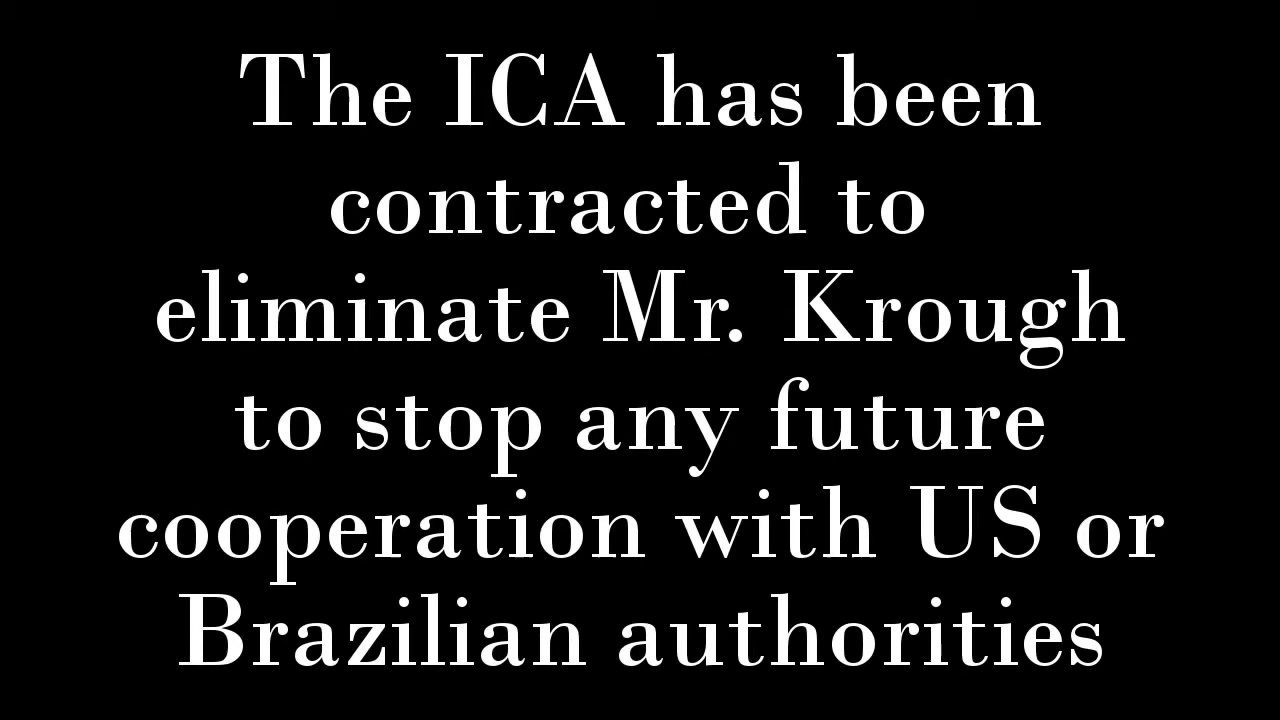 The ICA has been
contracted to
eliminate Mr. Krough
to stop any future
cooperation with US or
Brazilian authorities